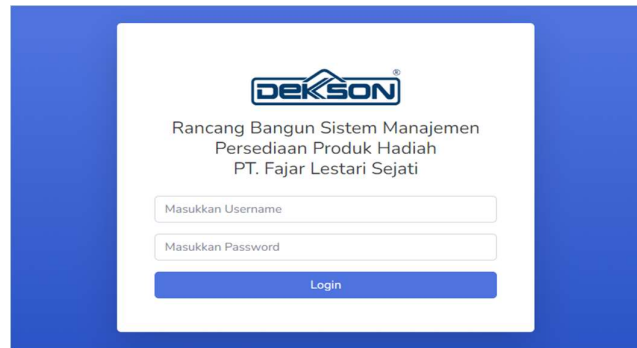 DEKSON®
Rancang Bangun Sistem Manajemen
Persediaan Produk Hadiah
PT. Fajar Lestari Sejati
Masukkan Username
Masukkan Password
Login